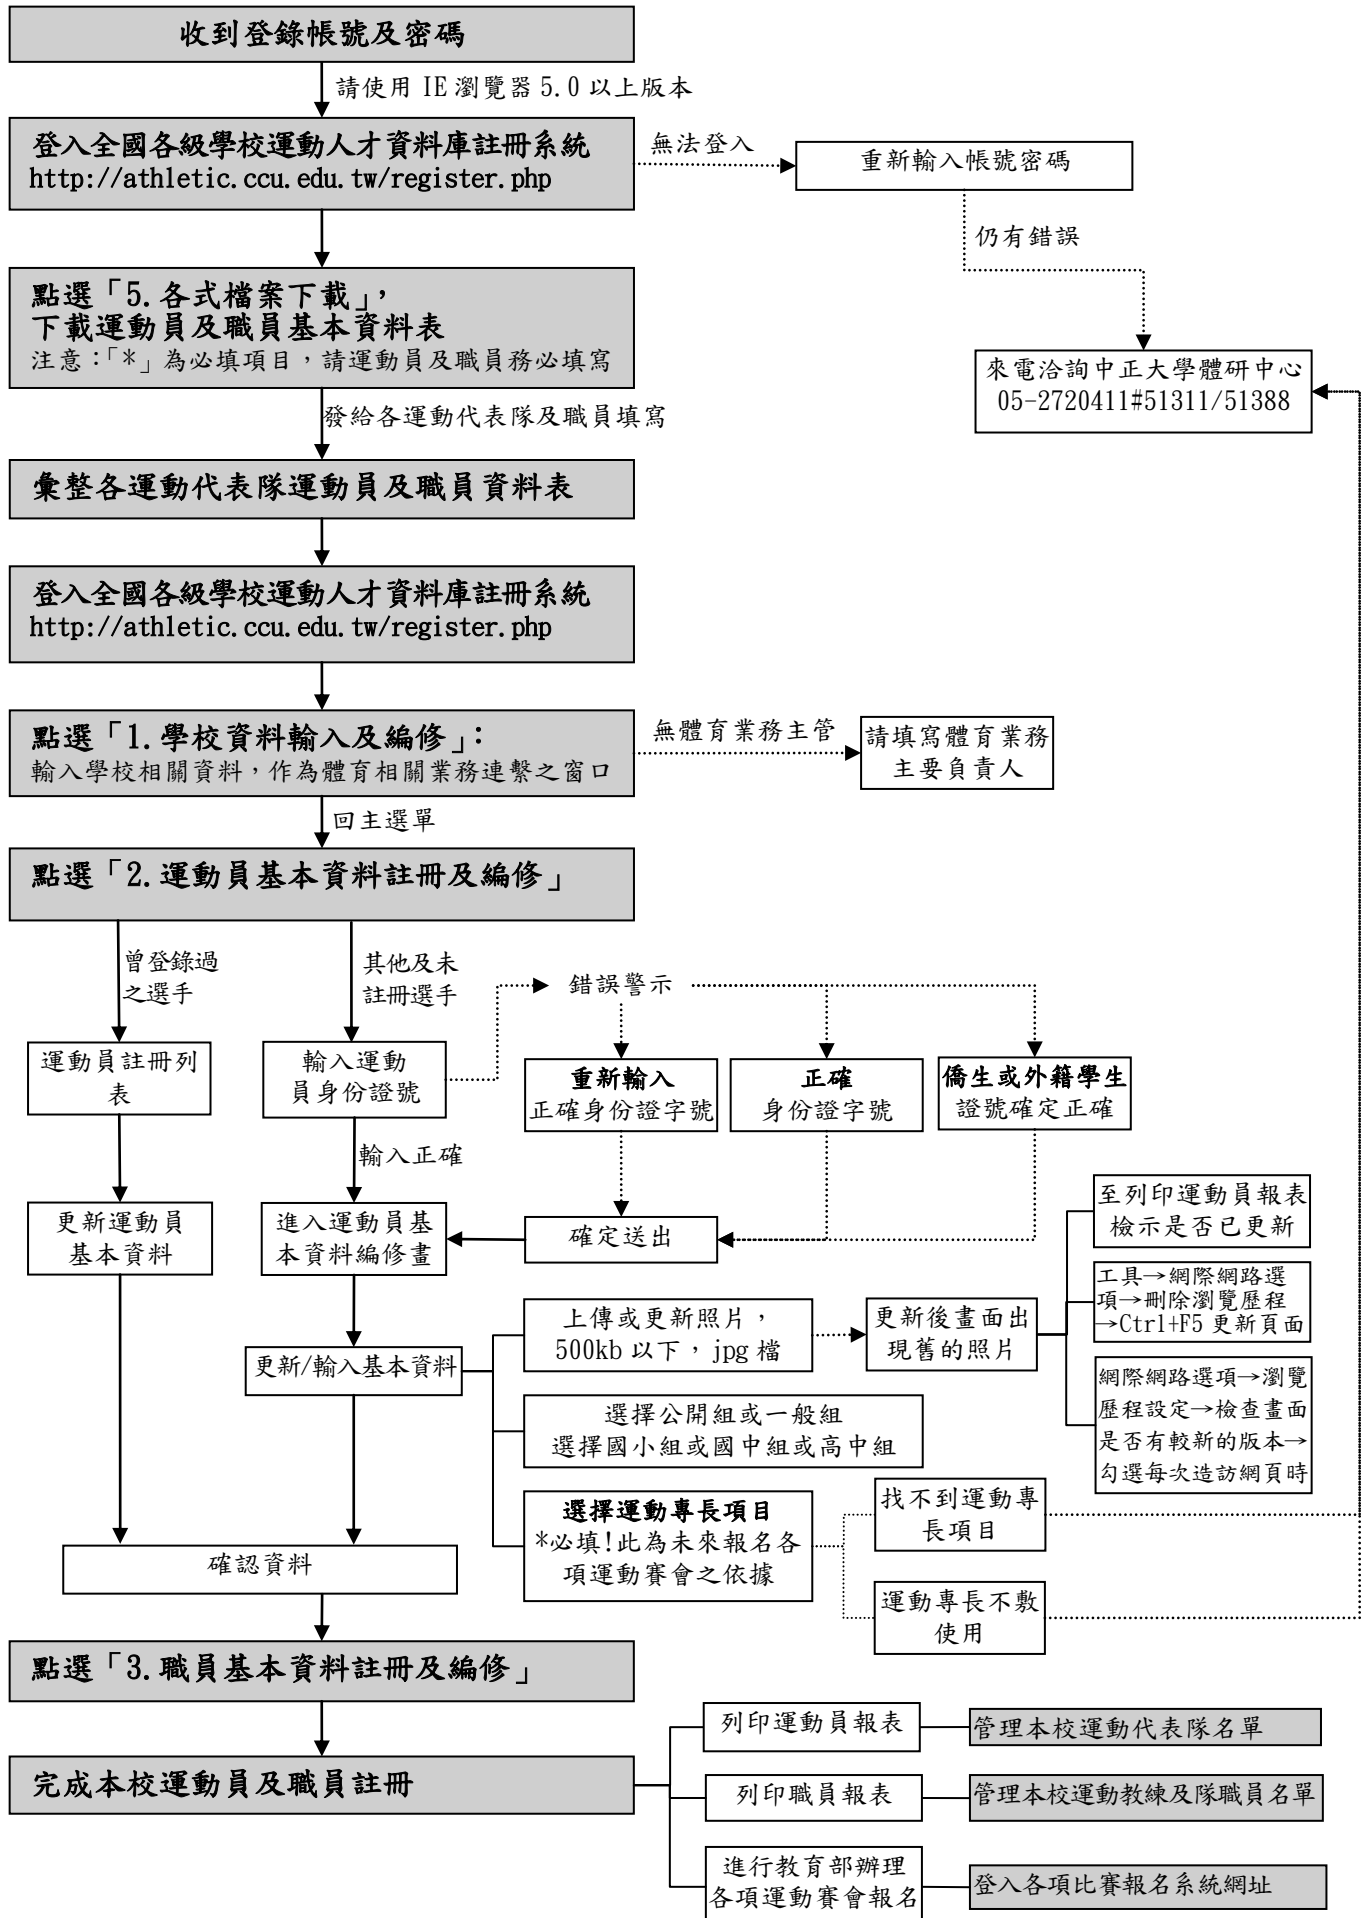 收到登錄帳號及密碼
請使用 IE 瀏覽器 5.0 以上版本
登入全國各級學校運動人才資料庫註冊系統
http://athletic.ccu.edu.tw/register.php
無法登入
重新輸入帳號密碼
仍有錯誤
點選「5.各式檔案下載」，
下載運動員及職員基本資料表
注意：「*」為必填項目，請運動員及職員務必填寫
來電洽詢中正大學體研中心
05-2720411#51311/51388
發給各運動代表隊及職員填寫
彙整各運動代表隊運動員及職員資料表
登入全國各級學校運動人才資料庫註冊系統
http://athletic.ccu.edu.tw/register.php
點選「1.學校資料輸入及編修」：
輸入學校相關資料，作為體育相關業務連繫之窗口
無體育業務主管
請填寫體育業務
主要負責人
回主選單
點選「2.運動員基本資料註冊及編修」
曾登錄過
之選手
其他及未
註冊選手
錯誤警示
運動員註冊列
表
輸入運動
員身份證號
重新輸入
正確身份證字號
正確
身份證字號
僑生或外籍學生
證號確定正確
輸入正確
更新運動員
基本資料
進入運動員基
本資料編修畫
確定送出
至列印運動員報表
檢示是否已更新
工具→網際網路選
項→刪除瀏覽歷程
→Ctrl+F5 更新頁面
上傳或更新照片，
500kb 以下，jpg 檔
更新後畫面出
現舊的照片
更新/輸入基本資料
網際網路選項→瀏覽
歷程設定→檢查畫面
是否有較新的版本→
勾選每次造訪網頁時
選擇公開組或一般組
選擇國小組或國中組或高中組
選擇運動專長項目
*必填!此為未來報名各
項運動賽會之依據
找不到運動專
長項目
運動專長不敷
使用
確認資料
點選「3.職員基本資料註冊及編修」
完成本校運動員及職員註冊
列印運動員報表
管理本校運動代表隊名單
列印職員報表
管理本校運動教練及隊職員名單
進行教育部辦理
各項運動賽會報名
登入各項比賽報名系統網址